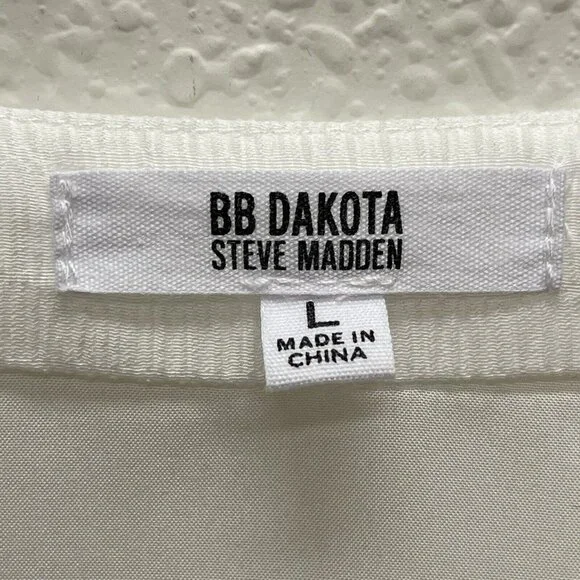 BB DAKOTA
STEVE MADDEN
L
MADE IN
CHINA